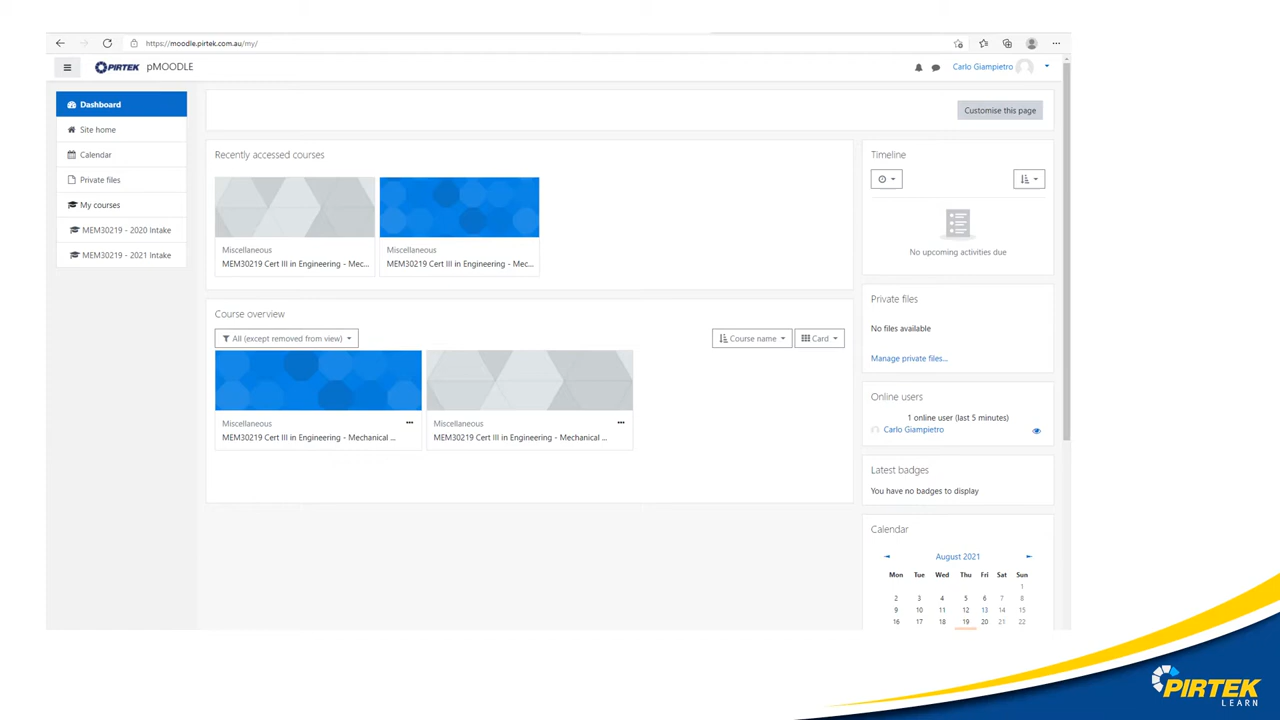 https://moodle.pirtek.com.au/my/
PIRTEK pMOODLE
Carlo Giampietro
Dashboard
Site home
Calendar
Private files
My courses
MEM30219 - 2020 Intake
MEM30219 - 2021 Intake
Customise this page
Recently accessed courses
Miscellaneous
MEM30219 Cert III in Engineering - Mec...
Miscellaneous
MEM30219 Cert III in Engineering - Mec...
Course overview
All (except removed from view)
Course name
Card
Miscellaneous
MEM30219 Cert III in Engineering - Mechanical ...
Miscellaneous
MEM30219 Cert III in Engineering - Mechanical ...
Timeline
No upcoming activities due
Private files
No files available
Manage private files...
Online users
1 online user (last 5 minutes)
Carlo Giampietro
Latest badges
You have no badges to display
Calendar
August 2021
Mon Tue Wed Thu Fri Sat Sun
1
2 3 4 5 6 7 8
9 10 11 12 13 14 15
16 17 18 19 20 21 22
PIRTEK
LEARN